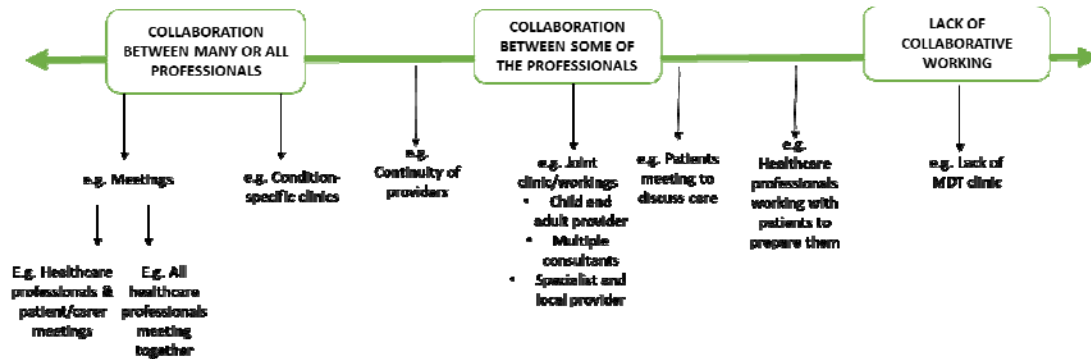 COLLABORATION
BETWEEN MANY OR ALL
PROFESSIONALS
COLLABORATION
BETWEEN SOME OF
THE PROFESSIONALS
LACK OF
COLLABORATIVE
WORKING
e.g. Meetings
E.g. Healthcare
professionals &
patient/carer
meetings
E.g. All
healthcare
professionals
meeting
together
e.g. Condition-
specific clinics
e.g.
Continuity of
providers
e.g. Joint
clinic/workings
• Child and
adult provider
• Multiple
consultants
• Specialist and
local provider
e.g. Patients
meeting to
discuss care
e.g.
Healthcare
professionals
working with
patients to
prepare them
e.g. Lack of
MDT clinic